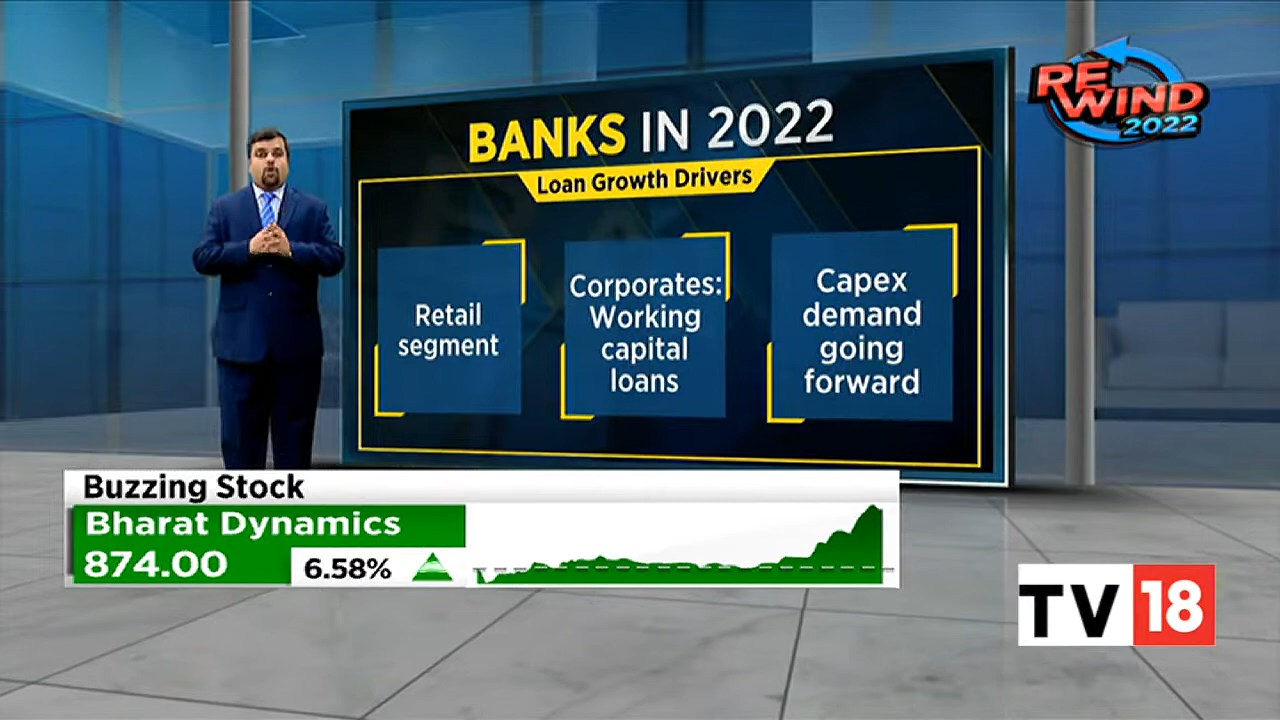 BANKS IN 2022
Loan Growth Drivers
Retail
segment
Corporates:
Working
capital
loans
Capex
demand
going
forward
REWIND
2022
Buzzing Stock
Bharat Dynamics
874.00
6.58%
TV18